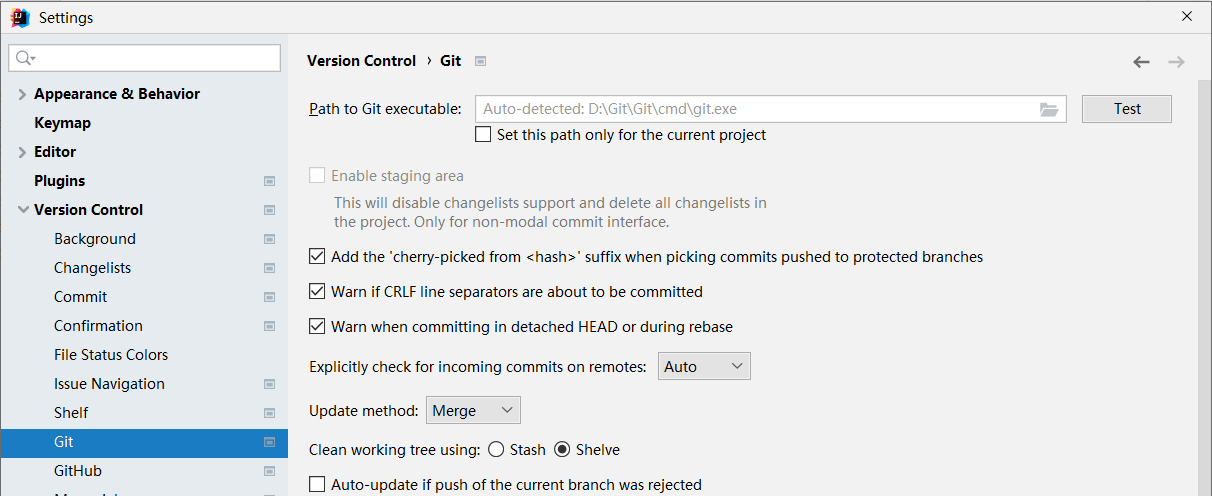 Settings
Version Control › Git
Appearance & Behavior
Keymap
Editor
Plugins
Version Control
Background
Changelists
Commit
Confirmation
File Status Colors
Issue Navigation
Shelf
Git
GitHub
Path to Git executable: Auto-detected: D:\Git\Git\cmd\git.exe Test
Set this path only for the current project
Enable staging area
This will disable changelists support and delete all changelists in
the project. Only for non-modal commit interface.
Add the 'cherry-picked from <hash>' suffix when picking commits pushed to protected branches
Warn if CRLF line separators are about to be committed
Warn when committing in detached HEAD or during rebase
Explicitly check for incoming commits on remotes: Auto
Update method: Merge
Clean working tree using: Stash Shelve
Auto-update if push of the current branch was rejected